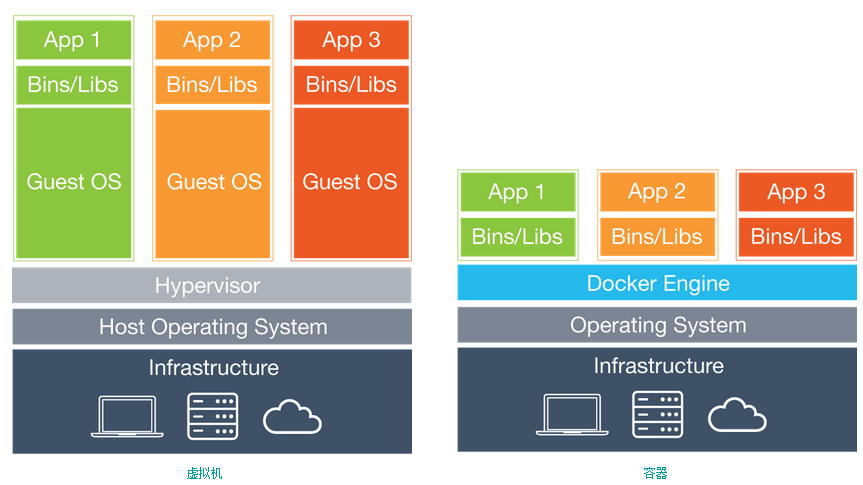 App 1
App 2
App 3
Bins/Libs
Bins/Libs
Bins/Libs
Guest OS
Guest OS
Guest OS
Hypervisor
Host Operating System
Infrastructure
虚拟机
App 1
App 2
App 3
Bins/Libs
Bins/Libs
Bins/Libs
Docker Engine
Operating System
Infrastructure
容器